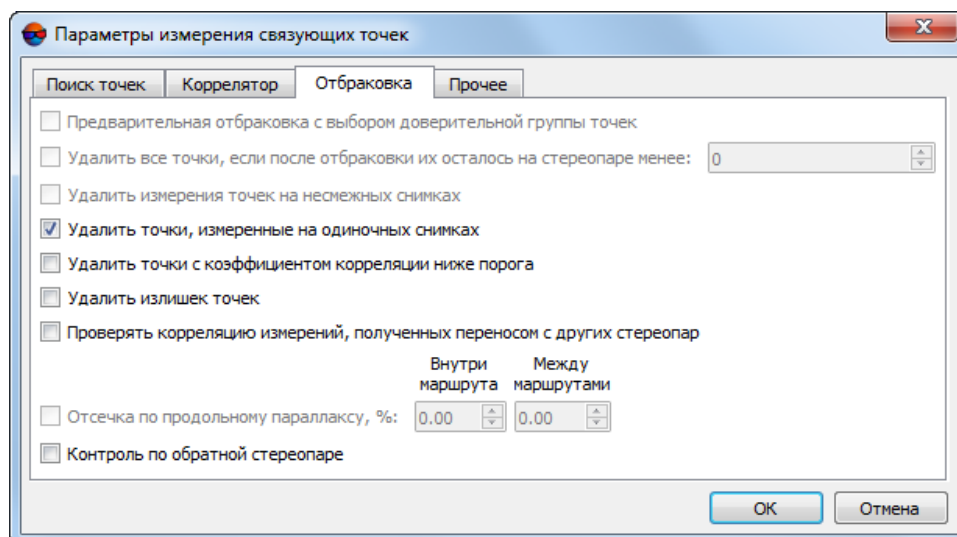 Параметры измерения связующих точек
Поиск точек Коррелятор Отбраковка Прочее
Предварительная отбраковка с выбором доверительной группы точек
Удалить все точки, если после отбраковки их осталось на стереопаре менее: 0
Удалить измерения точек на несмежных снимках
Удалить точки, измеренные на одиночных снимках
Удалить точки с коэффициентом корреляции ниже порога
Удалить излишек точек
Проверять корреляцию измерений, полученных переносом с других стереопар
Внутри Между
маршрута маршрутами
Отсечка по продольному параллаксу, %: 0.00 0.00
Контроль по обратной стереопаре
OK Отмена